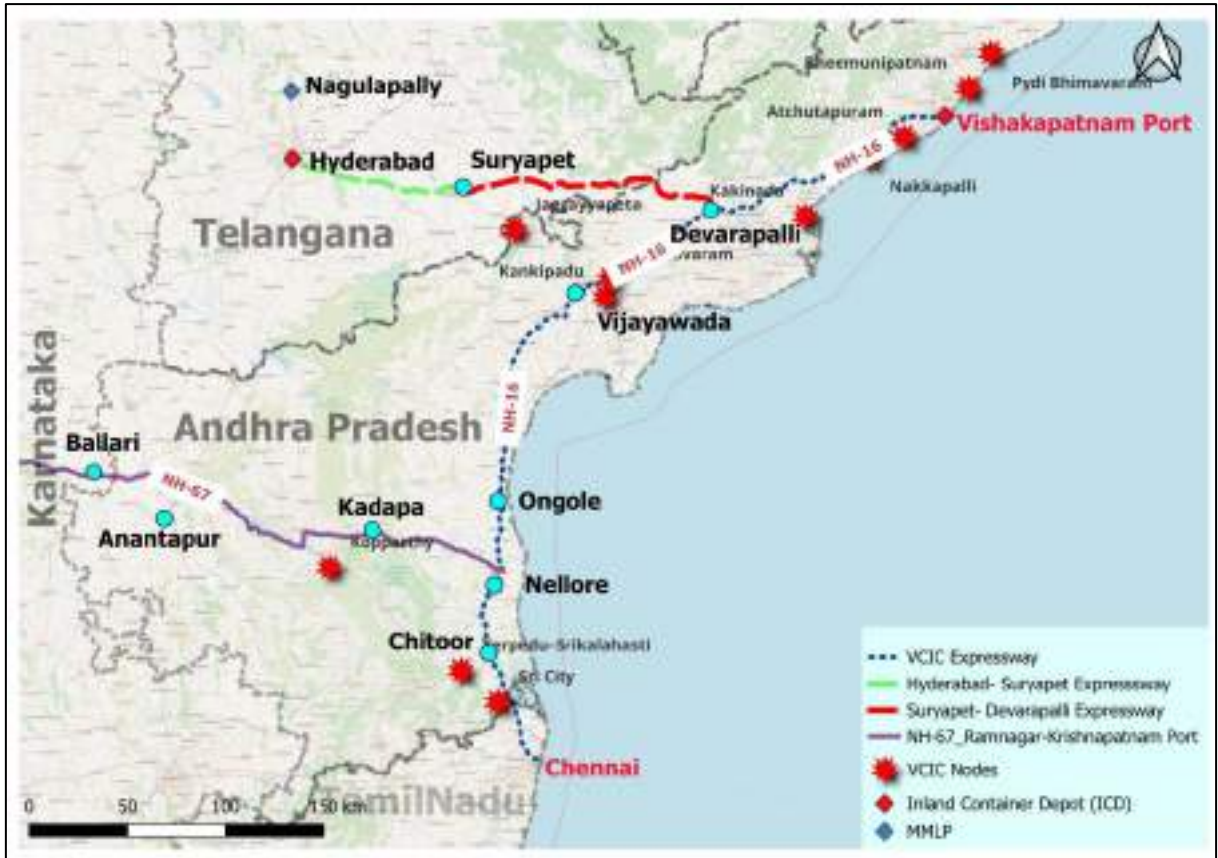 Bheemunipatnam
Pydi Bhimavaram
Nagulapally
Atchutapuram
Vishakapatnam Port
NH-16
Hyderabad
Suryapet
Nakkapalli
Kakinada
Jaggayyapeta
Telangana
Devarapalli
NH-16
Kankipadu
Vijayawada
Karnataka
NH-16
Andhra Pradesh
Ballari
NH-67
Ongole
Kadapa
Kopparthy
Anantapur
Nellore
Chitoor
erpedu-Srikalahasti
Sri City
Chennai
TamilNadu
0 50 100 150 km
VCIC Expressway
Hyderabad- Suryapet Expressway
Suryapet- Devarapalli Expressway
NH-67_Ramnagar-Krishnapatnam Port
VCIC Nodes
Inland Container Depot (ICD)
MMLP